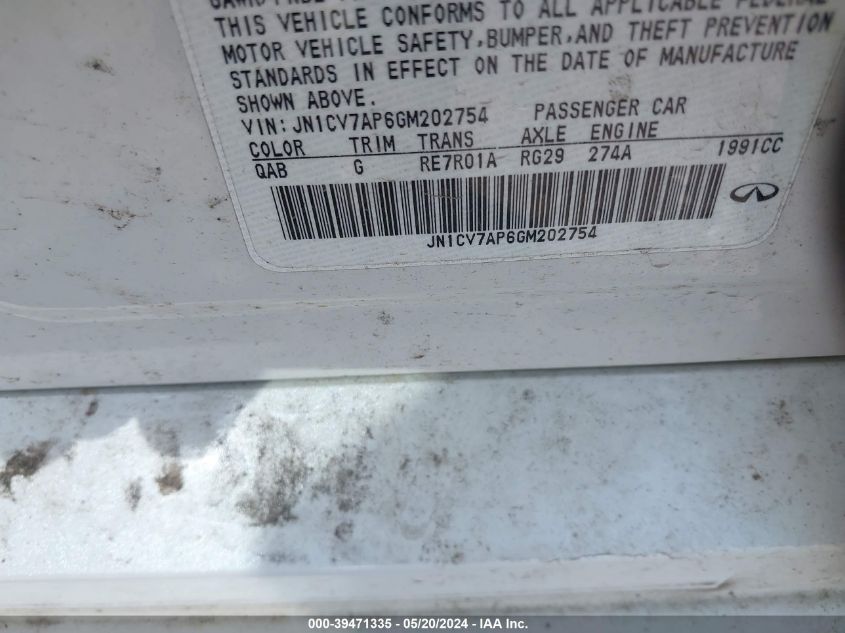 THIS VEHICLE CONFORMS TO ALL APPLICABLE FEDERAL
MOTOR VEHICLE SAFETY, BUMPER, AND THEFT PREVENTION
STANDARDS IN EFFECT ON THE DATE OF MANUFACTURE
SHOWN ABOVE.
VIN: JN1CV7AP6GM202754 PASSENGER CAR
COLOR TRIM TRANS AXLE ENGINE
QAB G RE7R01A RG29 274A 1991CC
JN1CV7AP6GM202754
000-39471335 - 05/20/2024 - IAA Inc.